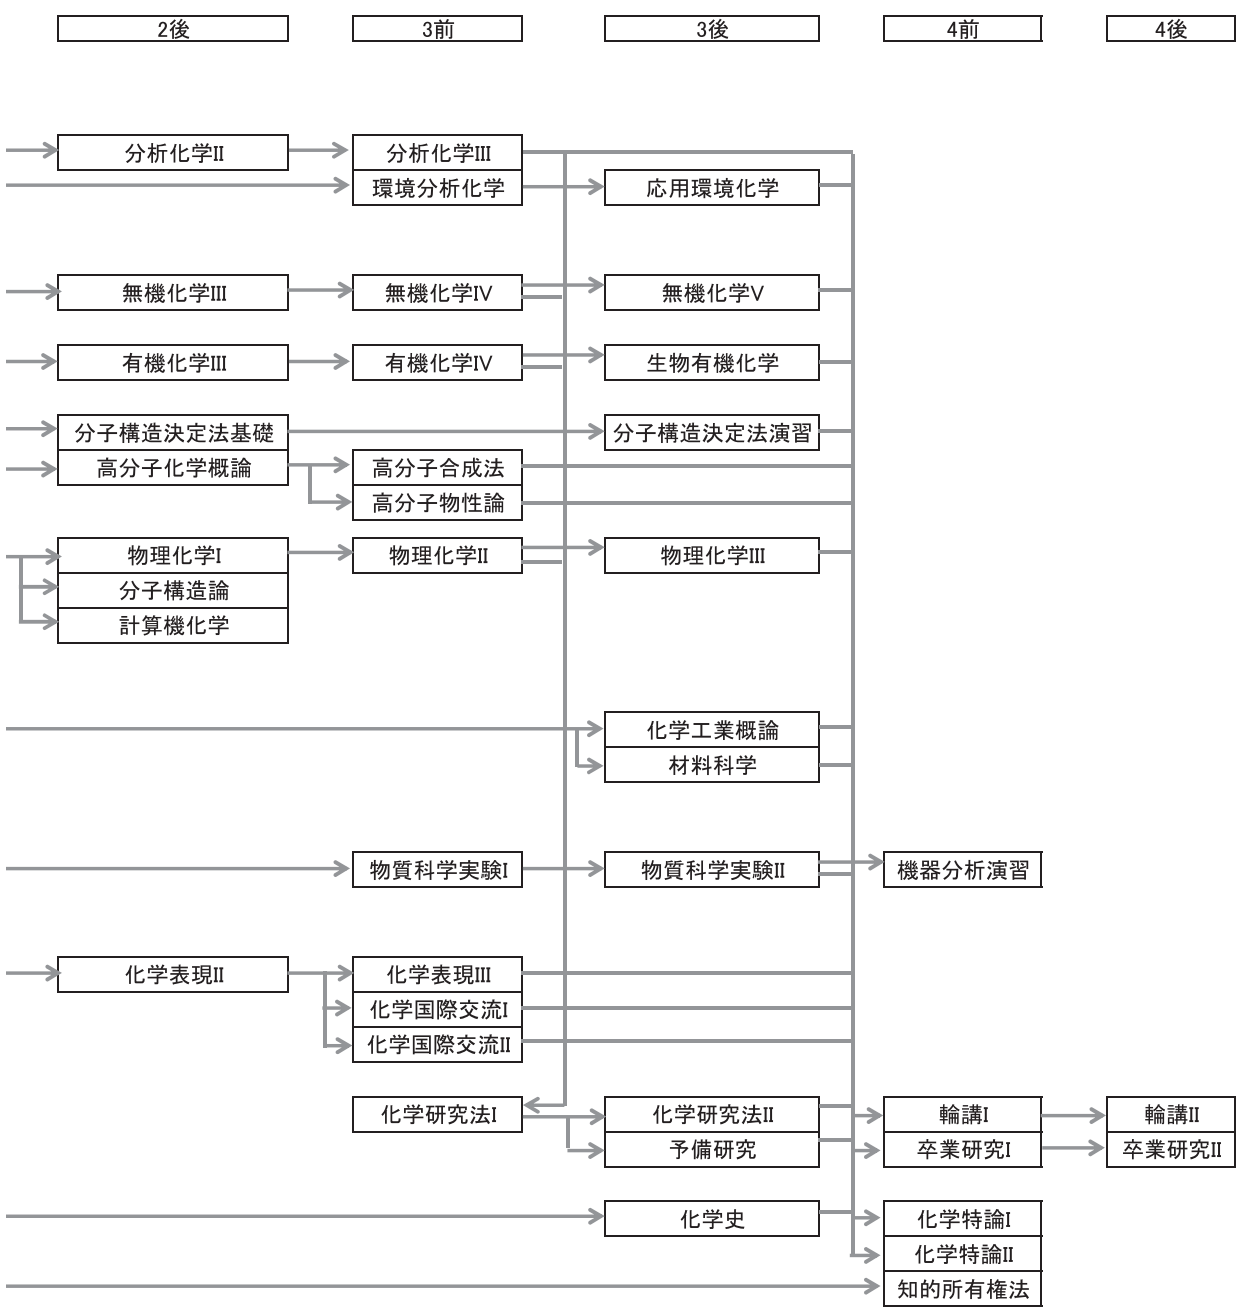 2後 3前 3後 4前 4後
分析化学II 分析化学III
環境分析化学 応用環境化学
無機化学III 無機化学IV 無機化学V
有機化学III 有機化学IV 生物有機化学
分子構造決定法基礎 分子構造決定法演習
高分子化学概論 高分子合成法
高分子物性論
物理化学I 物理化学II 物理化学III
分子構造論
計算機化学
化学工業概論
材料科学
物質科学実験I 物質科学実験II 機器分析演習
化学表現II 化学表現III
化学国際交流I
化学国際交流II
化学研究法I 化学研究法II 輪講I 輪講II
予備研究 卒業研究I 卒業研究II
化学史 化学特論I
化学特論II
知的所有権法